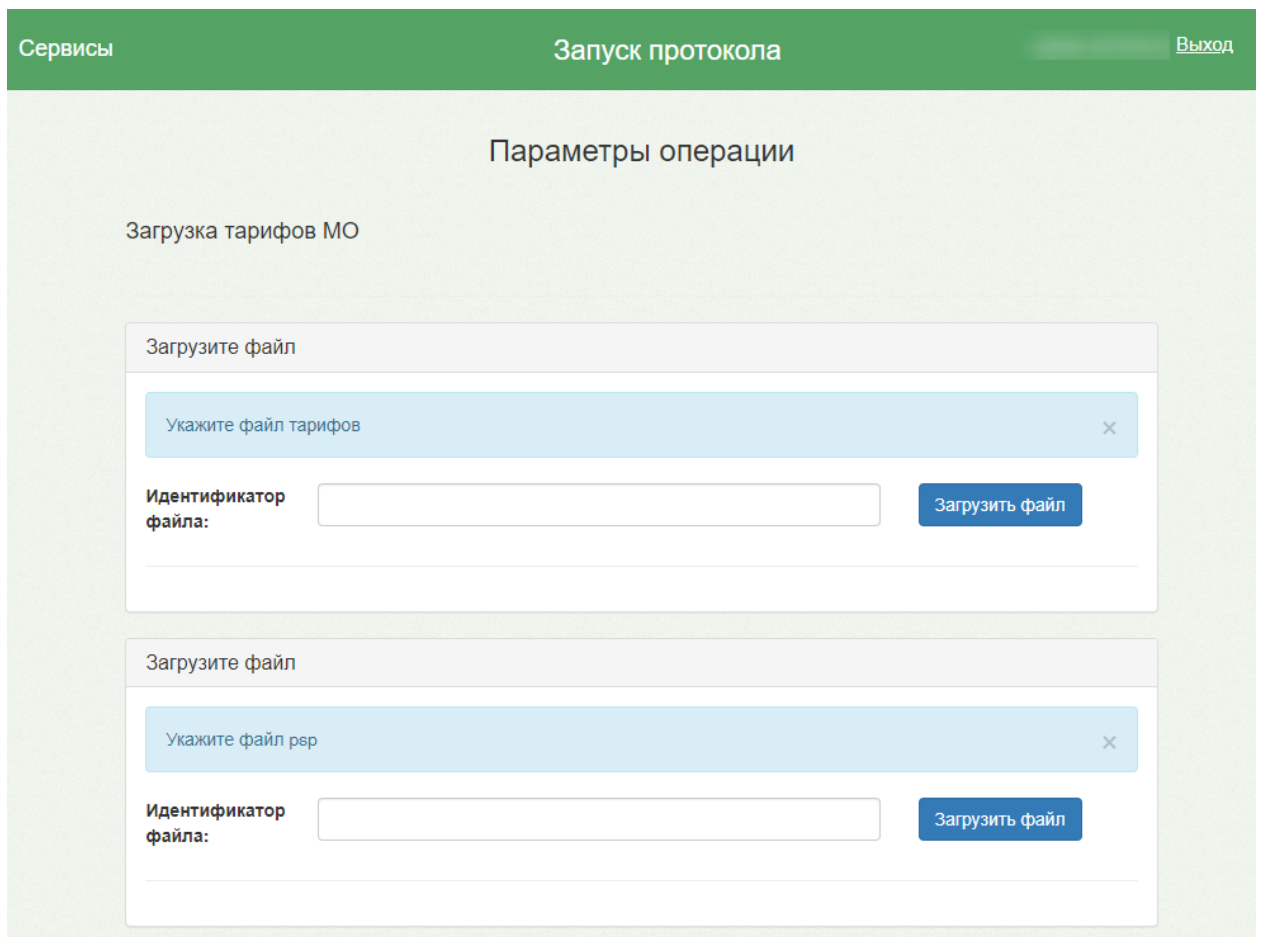 Сервисы
Запуск протокола
Выход
Параметры операции
Загрузка тарифов МО
Загрузите файл
Укажите файл тарифов
×
Идентификатор
файла:
Загрузить файл
Загрузите файл
Укажите файл psp
×
Идентификатор
файла:
Загрузить файл